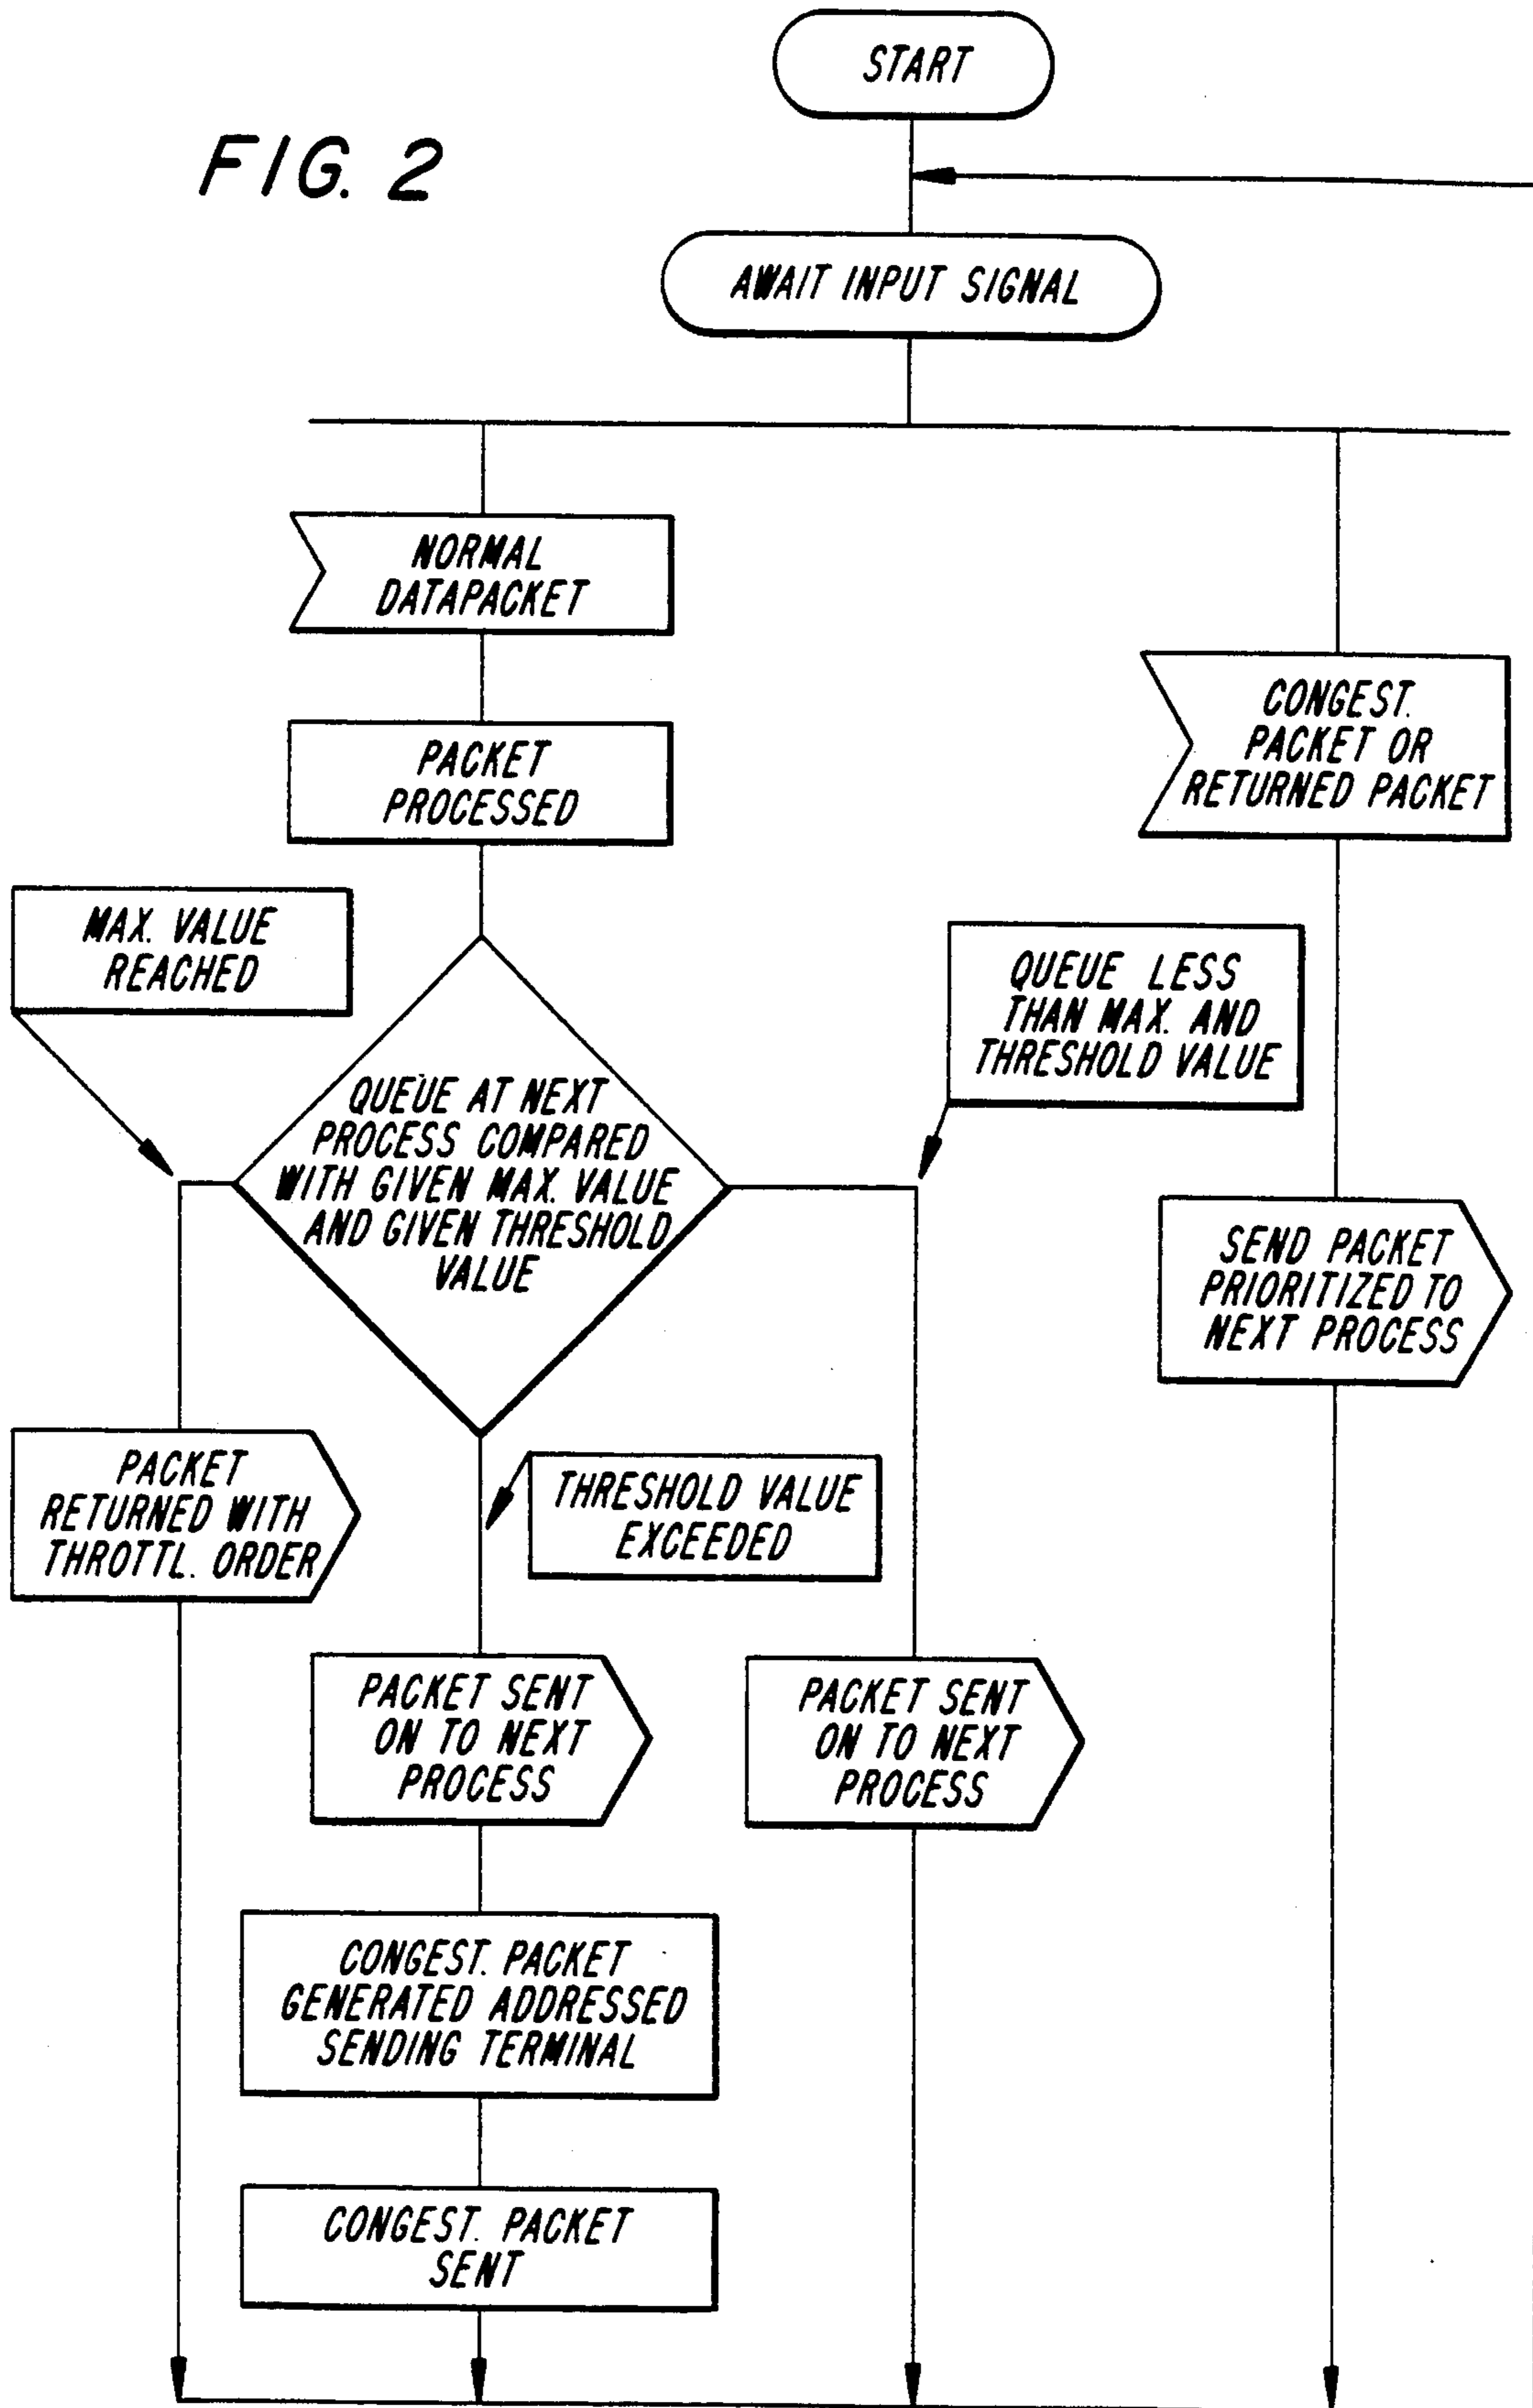 START
FIG. 2
AWAIT INPUT SIGNAL
NORMAL
DATAPACKET
CONGEST.
PACKET OR
RETURNED PACKET
PACKET
PROCESSED
MAX. VALUE
REACHED
QUEUE LESS
THAN MAX. AND
THRESHOLD VALUE
QUEUE AT NEXT
PROCESS COMPARED
WITH GIVEN MAX. VALUE
AND GIVEN THRESHOLD
VALUE
SEND PACKET
PRIORITIZED TO
NEXT PROCESS
PACKET
RETURNED WITH
THROTTL. ORDER
THRESHOLD VALUE
EXCEEDED
PACKET SENT
ON TO NEXT
PROCESS
PACKET SENT
ON TO NEXT
PROCESS
CONGEST. PACKET
GENERATED ADDRESSED
SENDING TERMINAL
CONGEST. PACKET
SENT